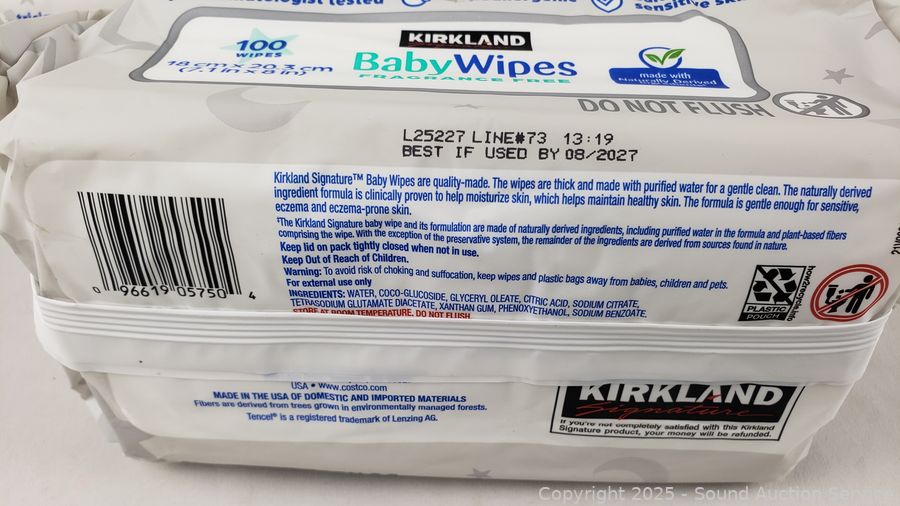 dermatologist tested
sensitive skin
100
WIPES
18 cm x 20.3 cm
(7.1 in x 8 in)
KIRKLAND
Baby Wipes
FRAGRANCE FREE
made with
Naturally Derived
DO NOT FLUSH
L25227 LINE#73 13:19
BEST IF USED BY 08/2027
Kirkland Signature™ Baby Wipes are quality-made. The wipes are thick and made with purified water for a gentle clean. The naturally derived
ingredient formula is clinically proven to help moisturize skin, which helps maintain healthy skin. The formula is gentle enough for sensitive,
eczema and eczema-prone skin.
†The Kirkland Signature baby wipe and its formulation are made of naturally derived ingredients, including purified water in the formula and plant-based fibers
comprising the wipe. With the exception of the preservative system, the remainder of the ingredients are derived from sources found in nature.
Keep lid on pack tightly closed when not in use.
Keep Out of Reach of Children.
Warning: To avoid risk of choking and suffocation, keep wipes and plastic bags away from babies, children and pets.
For external use only
INGREDIENTS: WATER, COCO-GLUCOSIDE, GLYCERYL OLEATE, CITRIC ACID, SODIUM CITRATE,
TETRASODIUM GLUTAMATE DIACETATE, XANTHAN GUM, PHENOXYETHANOL, SODIUM BENZOATE.
STORE AT ROOM TEMPERATURE. DO NOT FLUSH
0 96619 05750 4
PLASTIC
POUCH
how2recycle.info
USA • www.costco.com
MADE IN THE USA OF DOMESTIC AND IMPORTED MATERIALS
Fibers are derived from trees grown in environmentally managed forests.
Tencel® is a registered trademark of Lenzing AG.
KIRKLAND
Signature
If you're not completely satisfied with this Kirkland
Signature product, your money will be refunded.
Copyright 2025 - Sound Auction Service